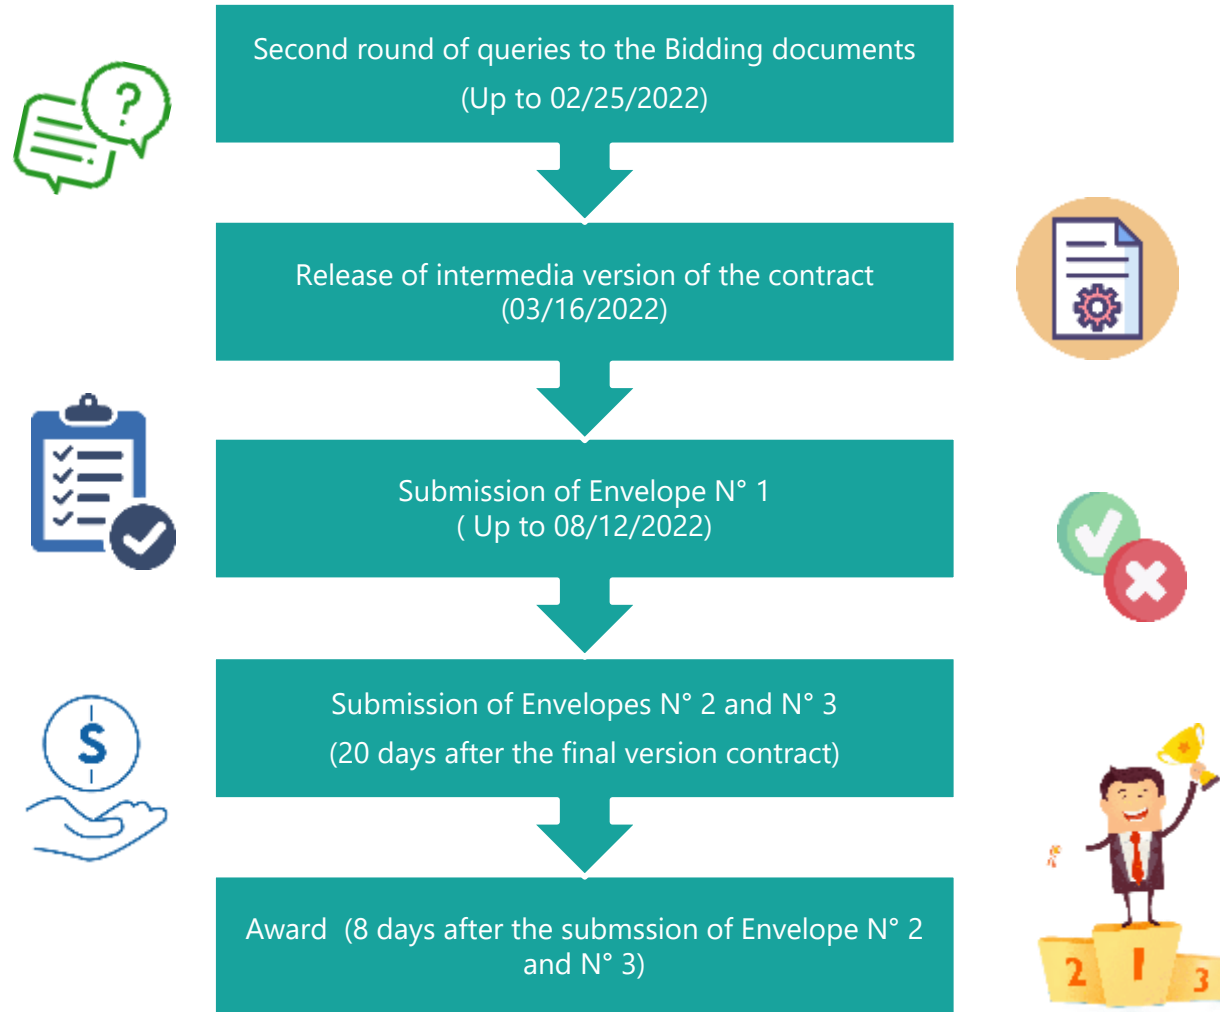 Second round of queries to the Bidding documents
(Up to 02/25/2022)
?
Release of intermedia version of the contract
(03/16/2022)
Submission of Envelope N° 1
( Up to 08/12/2022)
Submission of Envelopes N° 2 and N° 3
(20 days after the final version contract)
S
Award  (8 days after the submssion of Envelope N° 2
and N° 3)
2 1 3